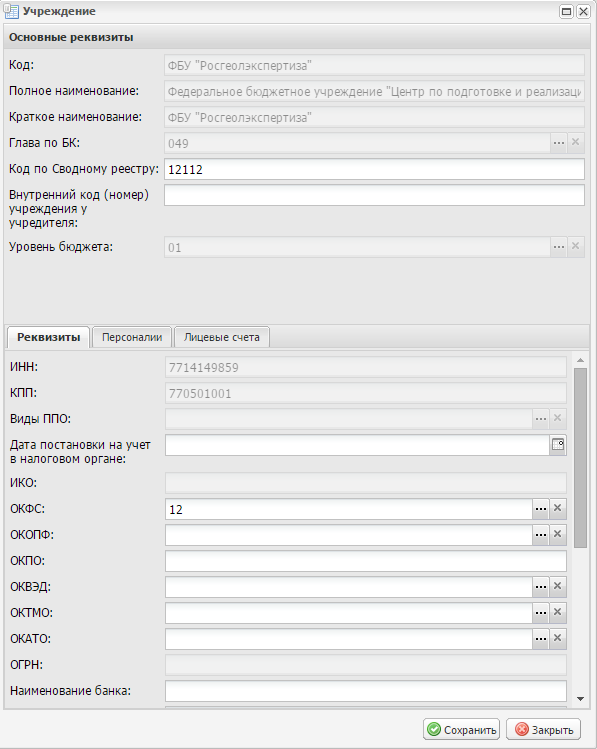 Учреждение
Основные реквизиты
Код: ФБУ "Росгеолэкспертиза"
Полное наименование: Федеральное бюджетное учреждение "Центр по подготовке и реализаци
Краткое наименование: ФБУ "Росгеолэкспертиза"
Глава по БК: 049
Код по Сводному реестру: 12112
Внутренний код (номер)
учреждения у
учредителя:
Уровень бюджета: 01
Реквизиты Персоналии Лицевые счета
ИНН: 7714149859
КПП: 770501001
Виды ППО:
Дата постановки на учет
в налоговом органе:
ИКО:
ОКФС: 12
ОКОПФ:
ОКПО:
ОКВЭД:
ОКТМО:
ОКАТО:
ОГРН:
Наименование банка:
Сохранить Закрыть